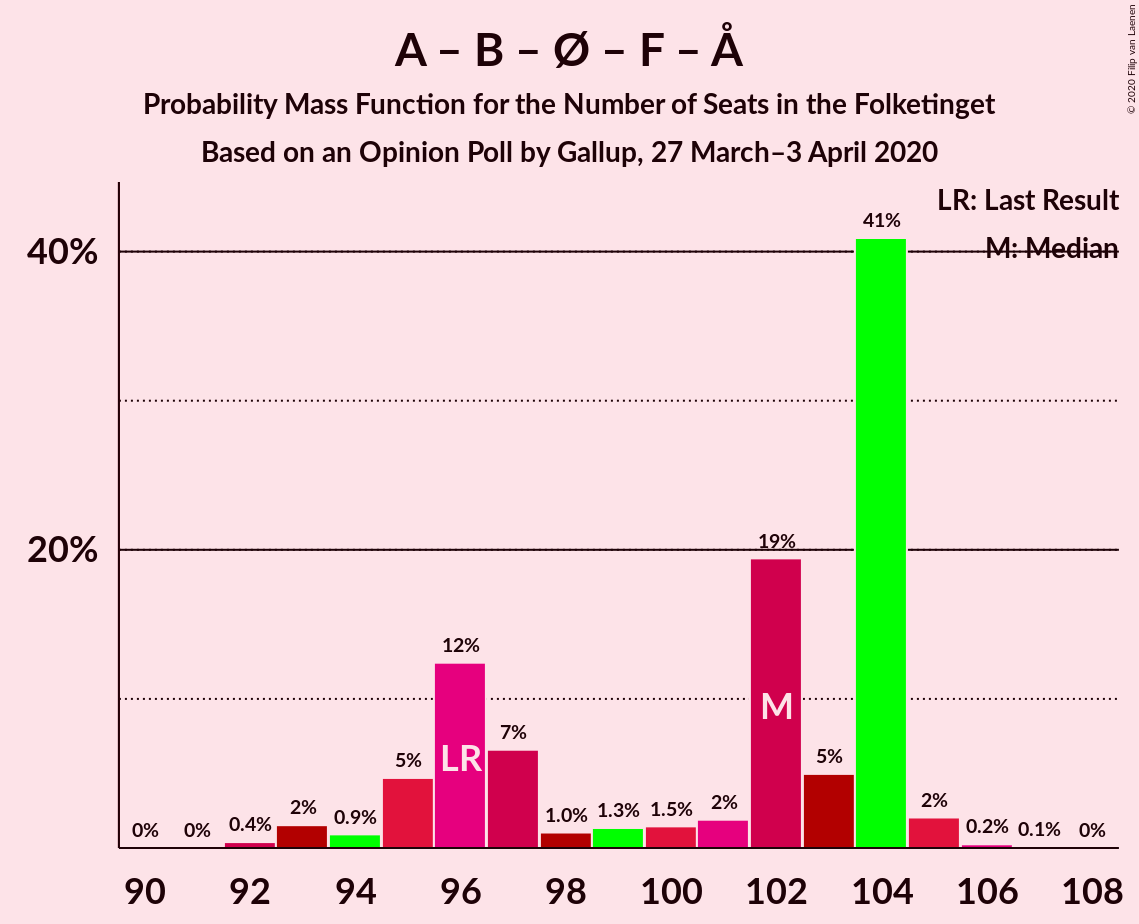 A – B – Ø – F – Å
Probability Mass Function for the Number of Seats in the Folketinget
Based on an Opinion Poll by Gallup, 27 March–3 April 2020
© 2020 Filip van Laenen
LR: Last Result
M: Median
40%
20%
0%
0%
0.4%
2%
0.9%
5%
12%
7%
1.0%
1.3%
1.5%
2%
19%
5%
41%
2%
0.2%
0.1%
0%
LR
M
90 92 94 96 98 100 102 104 106 108